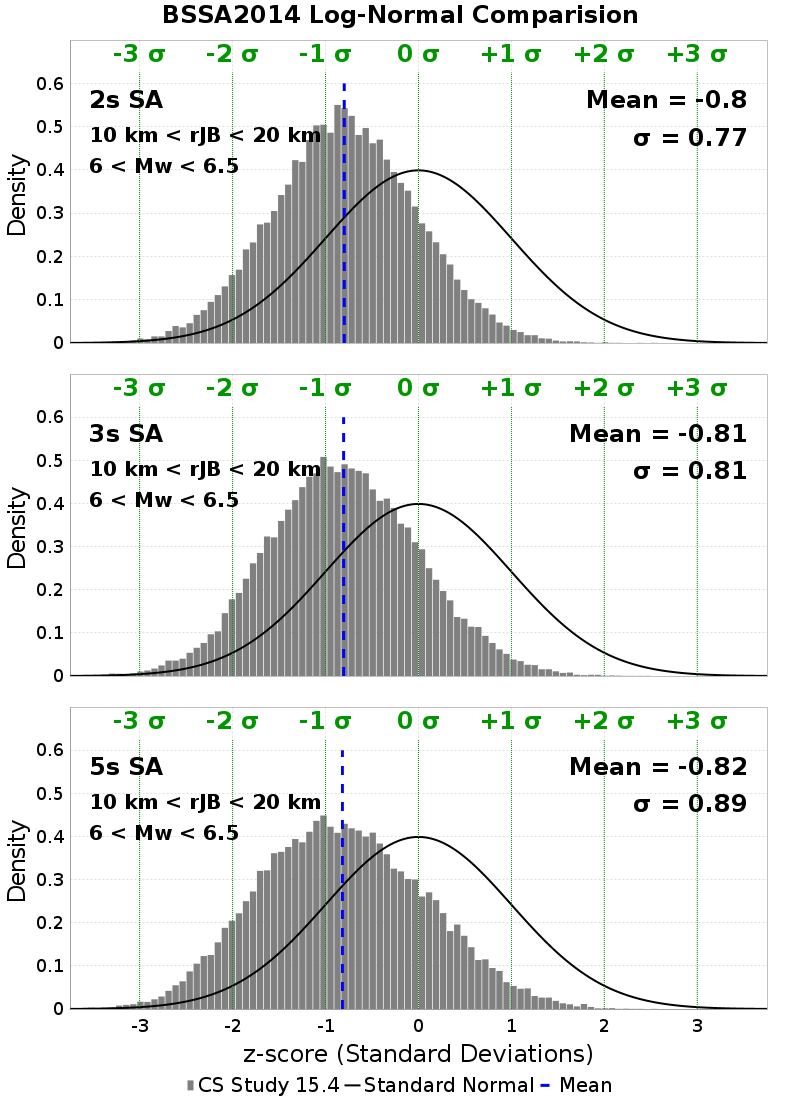 BSSA2014 Log-Normal Comparision
-3 σ -2 σ -1 σ 0 σ +1 σ +2 σ +3 σ
2s SA
10 km < rJB < 20 km
6 < Mw < 6.5
Mean = -0.8
σ = 0.77
Density
0.6
0.5
0.4
0.3
0.2
0.1
0
-3 σ -2 σ -1 σ 0 σ +1 σ +2 σ +3 σ
3s SA
10 km < rJB < 20 km
6 < Mw < 6.5
Mean = -0.81
σ = 0.81
Density
0.6
0.5
0.4
0.3
0.2
0.1
0
-3 σ -2 σ -1 σ 0 σ +1 σ +2 σ +3 σ
5s SA
10 km < rJB < 20 km
6 < Mw < 6.5
Mean = -0.82
σ = 0.89
Density
0.6
0.5
0.4
0.3
0.2
0.1
0
-3 -2 -1 0 1 2 3
z-score (Standard Deviations)
CS Study 15.4 Standard Normal Mean